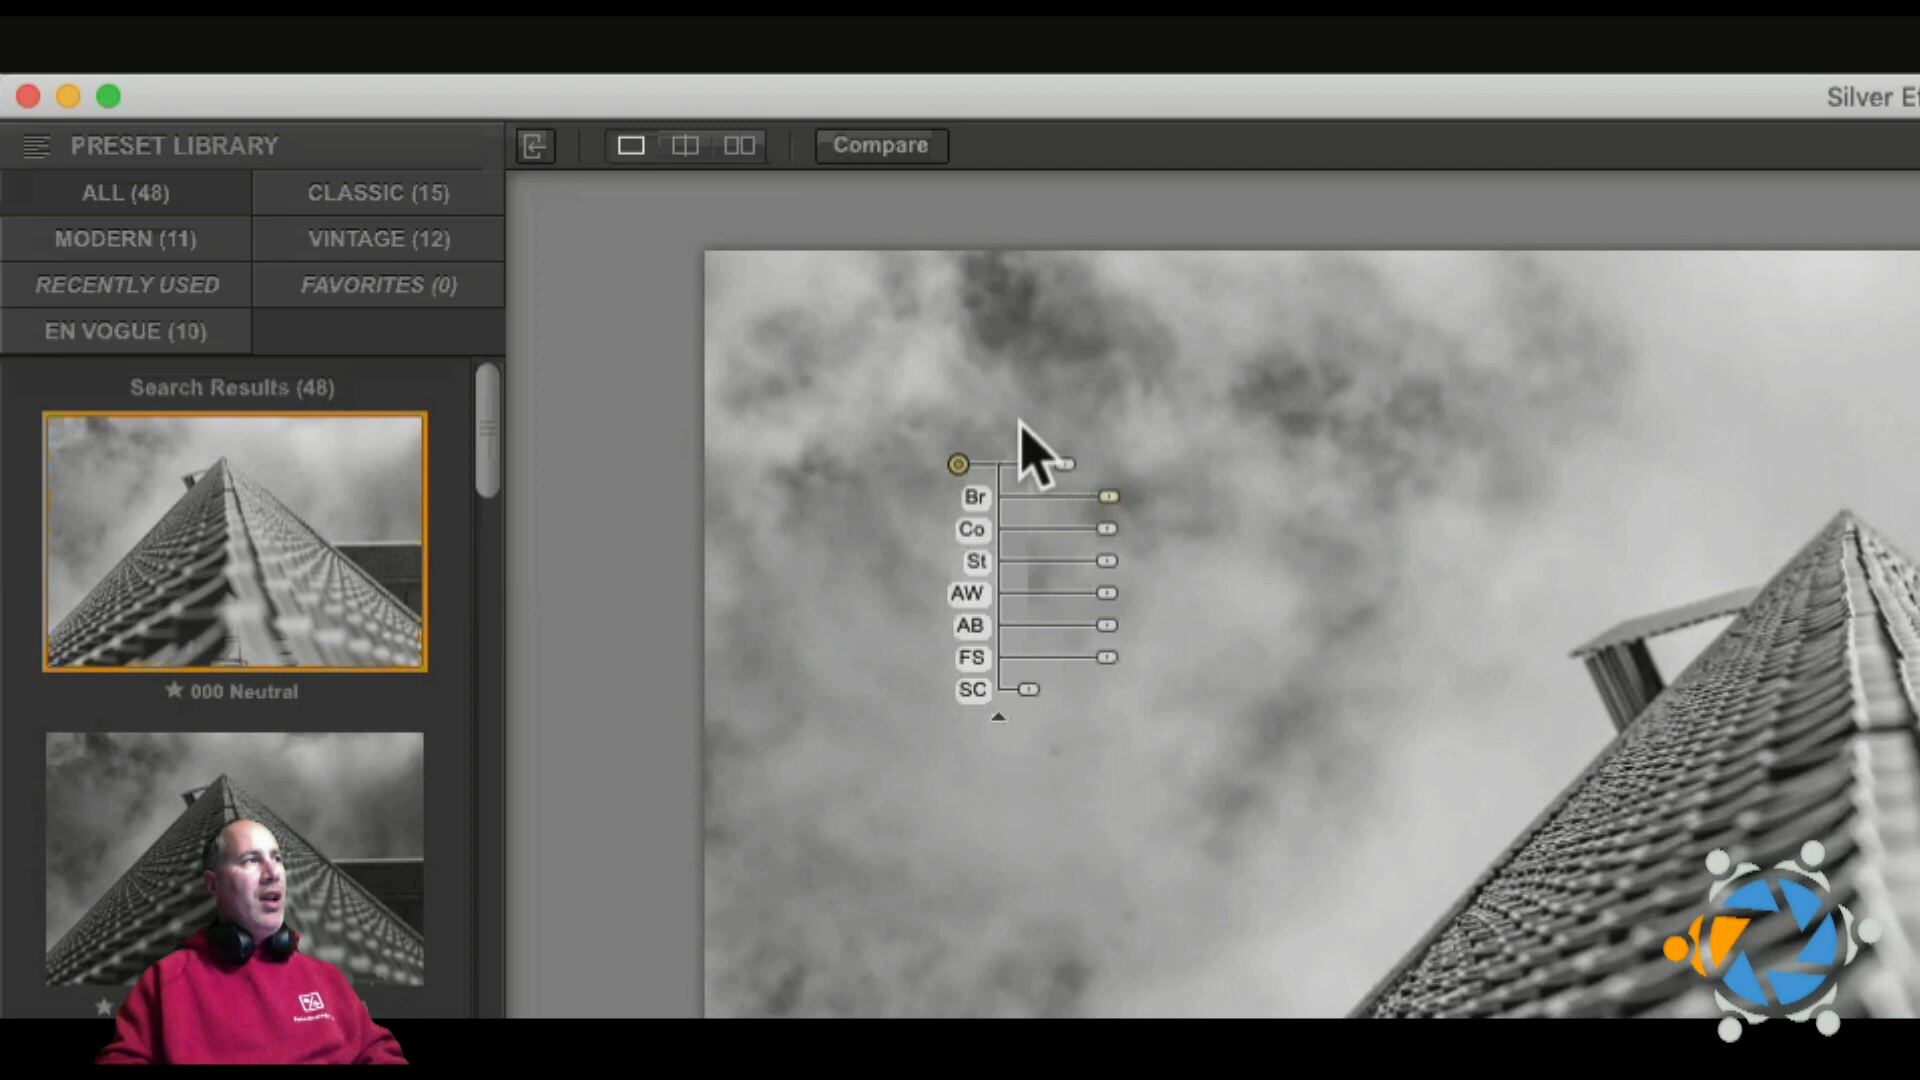 Silver Ef
PRESET LIBRARY
Compare
ALL (48)
CLASSIC (15)
MODERN (11)
VINTAGE (12)
RECENTLY USED
FAVORITES (0)
EN VOGUE (10)
Search Results (48)
000 Neutral
Br
Co
St
AW
AB
FS
SC